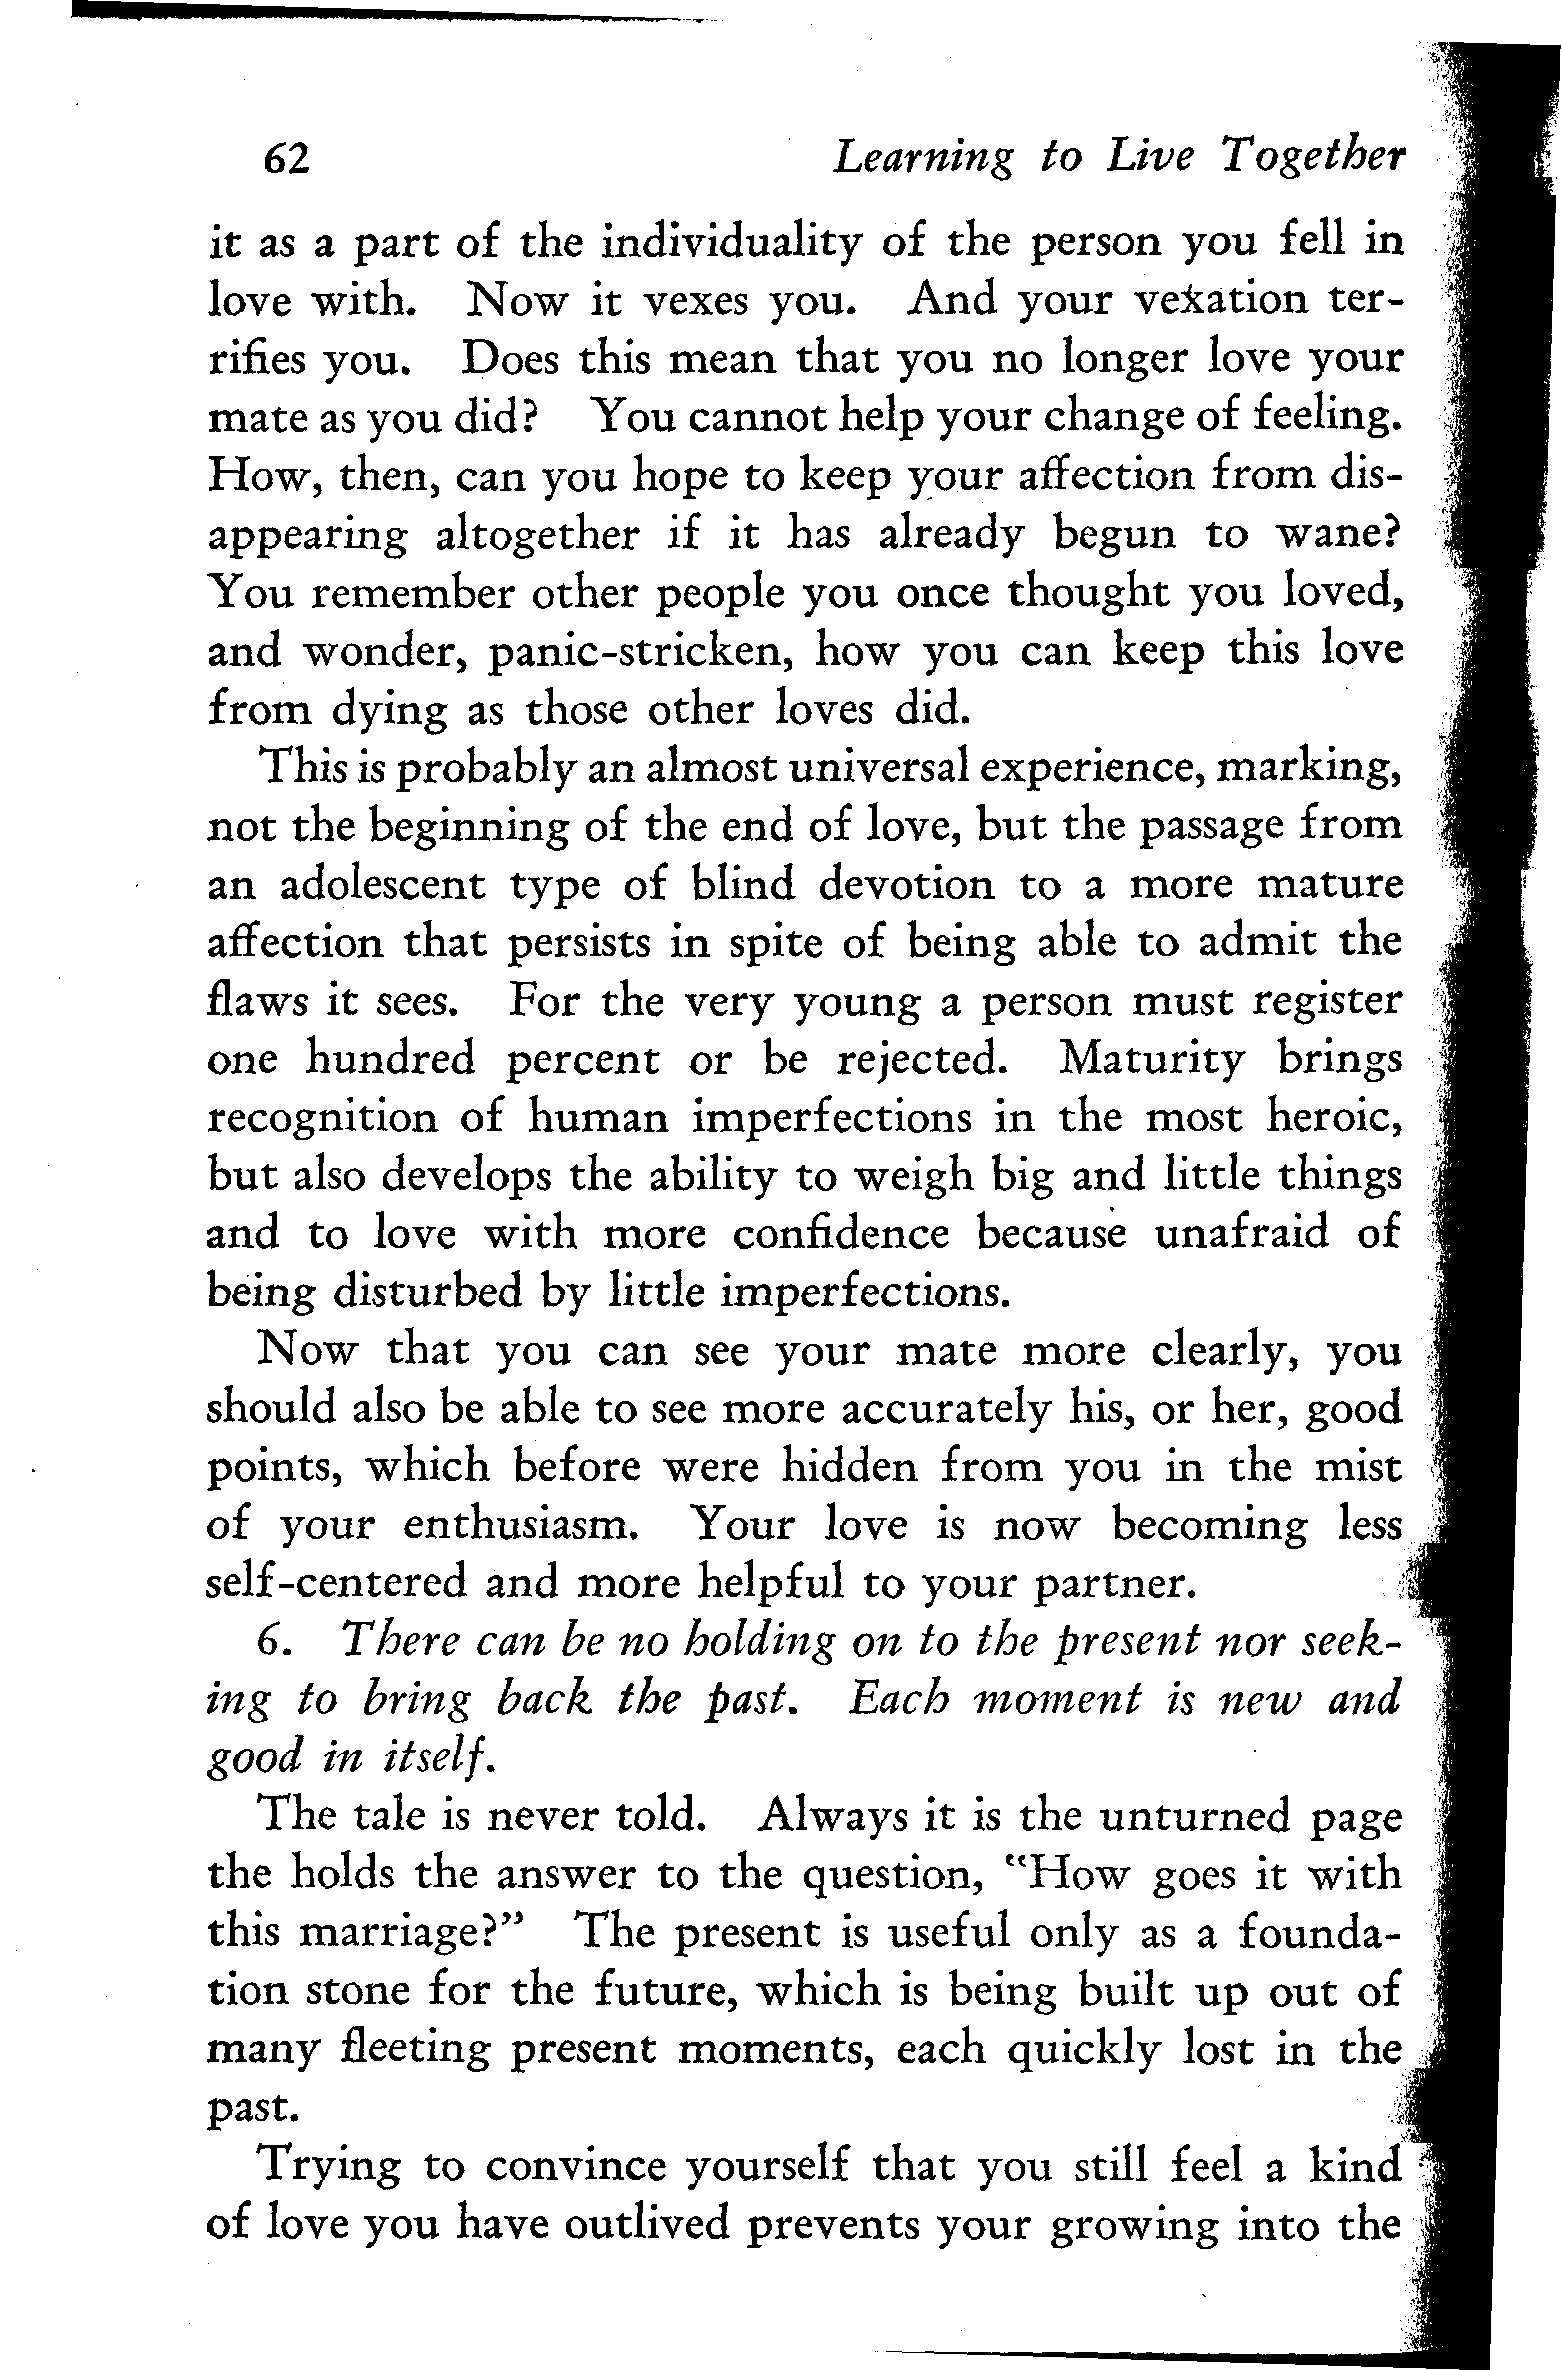 62 Learning to Live Together
it as a part of the individuality of the person you fell in
love with. Now it vexes you. And your vexation ter-
rifies you. Does this mean that you no longer love your
mate as you did? You cannot help your change of feeling.
How, then, can you hope to keep your affection from dis-
appearing altogether if it has already begun to wane?
You remember other people you once thought you loved,
and wonder, panic-stricken, how you can keep this love
from dying as those other loves did.
This is probably an almost universal experience, marking,
not the beginning of the end of love, but the passage from
an adolescent type of blind devotion to a more mature
affection that persists in spite of being able to admit the
flaws it sees. For the very young a person must register
one hundred percent or be rejected. Maturity brings
recognition of human imperfections in the most heroic,
but also develops the ability to weigh big and little things
and to love with more confidence because unafraid of
being disturbed by little imperfections.
Now that you can see your mate more clearly, you
should also be able to see more accurately his, or her, good
points, which before were hidden from you in the mist
of your enthusiasm. Your love is now becoming less
self-centered and more helpful to your partner.
6. There can be no holding on to the present nor seek-
ing to bring back the past. Each moment is new and
good in itself.
The tale is never told. Always it is the unturned page
the holds the answer to the question, "How goes it with
this marriage?" The present is useful only as a founda-
tion stone for the future, which is being built up out of
many fleeting present moments, each quickly lost in the
past.
Trying to convince yourself that you still feel a kind
of love you have outlived prevents your growing into the